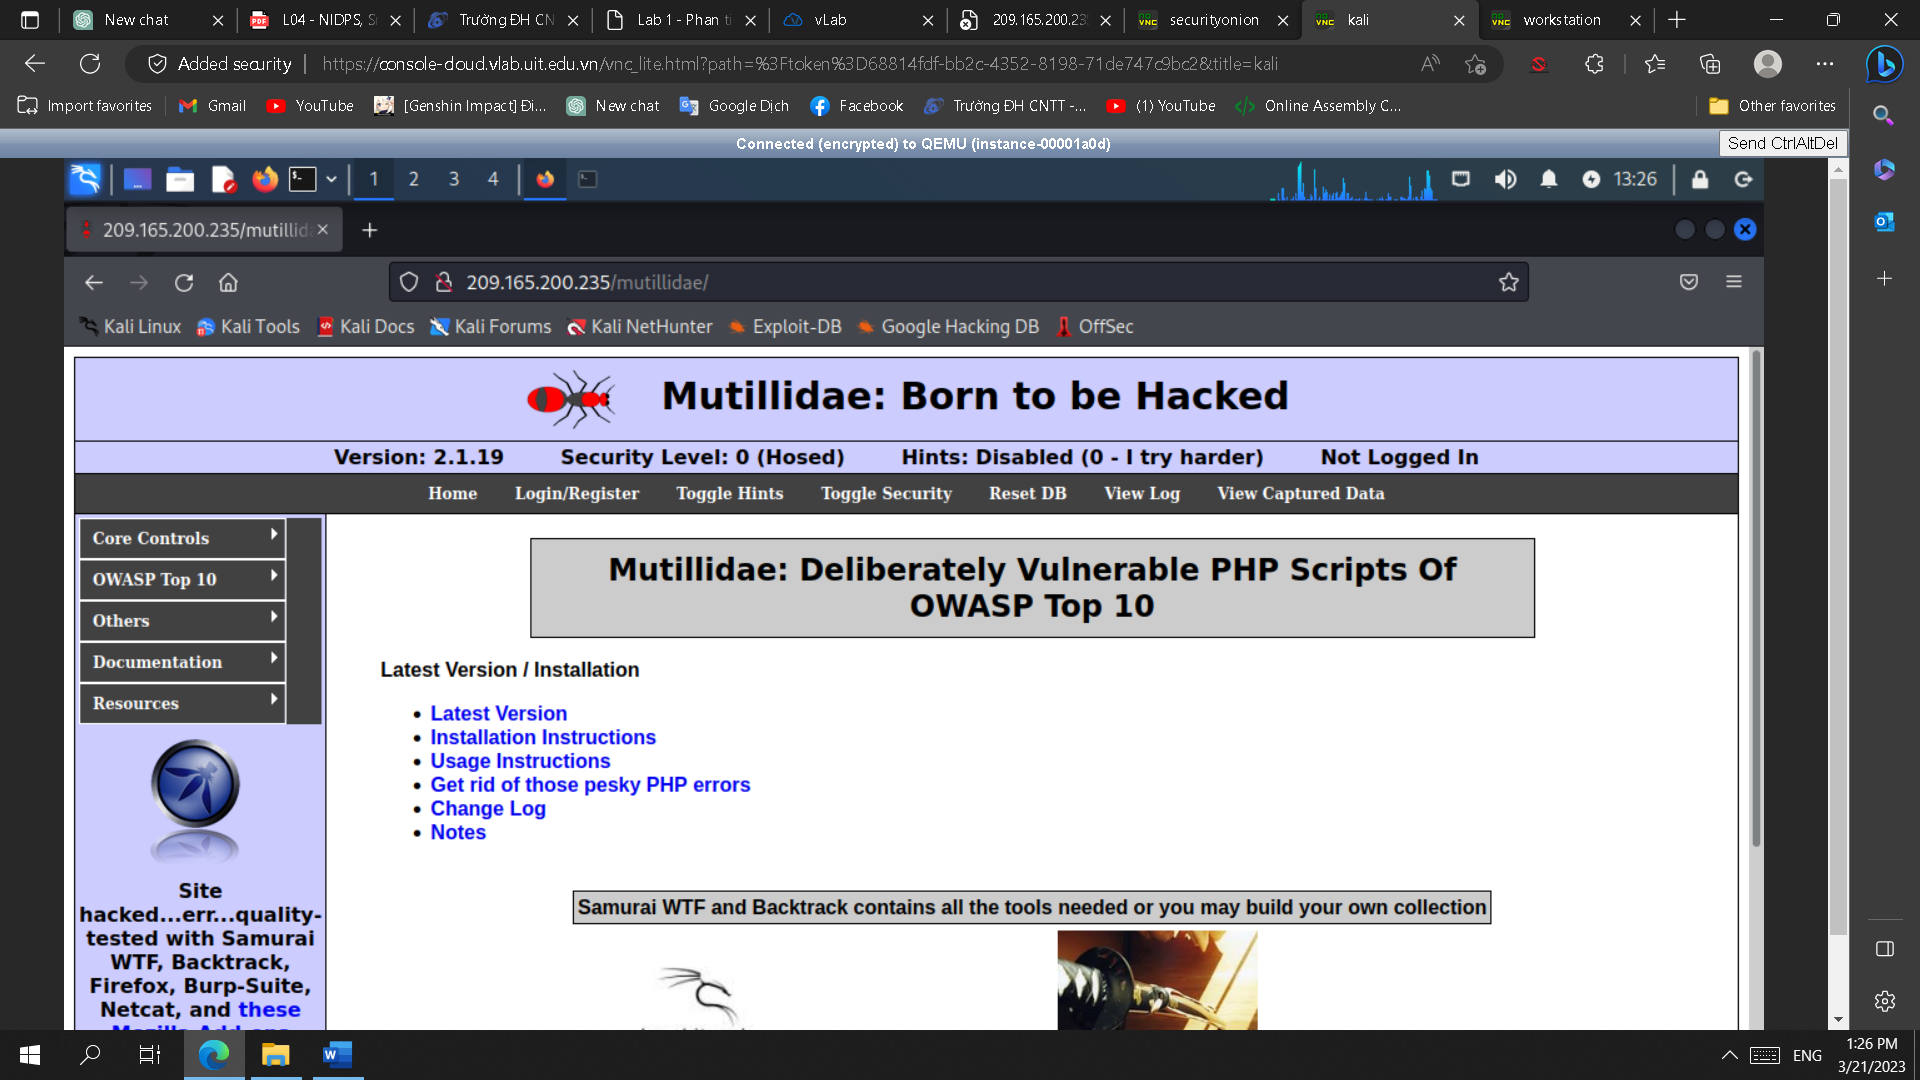 New chat
L04 - NIDPS, Sn
Trường ĐH CN
Lab 1 - Phan ti
vLab
209.165.200.23
securityonion
kali
workstation
Added security
https://console-cloud.vlab.uit.edu.vn/vnc_lite.html?path=%3Ftoken%3D68814fdf-bb2c-4352-8198-71de747c9bc2&title=kali
Import favorites
Gmail
YouTube
[Genshin Impact] Đi...
New chat
Google Dịch
Facebook
Trường ĐH CNTT -...
(1) YouTube
Online Assembly C...
Other favorites
Connected (encrypted) to QEMU (instance-00001a0d)
Send CtrlAltDel
1 2 3 4
13:26
209.165.200.235/mutillid
209.165.200.235/mutillidae/
Kali Linux
Kali Tools
Kali Docs
Kali Forums
Kali NetHunter
Exploit-DB
Google Hacking DB
OffSec
Mutillidae: Born to be Hacked
Version: 2.1.19
Security Level: 0 (Hosed)
Hints: Disabled (0 - I try harder)
Not Logged In
Home
Login/Register
Toggle Hints
Toggle Security
Reset DB
View Log
View Captured Data
Core Controls
OWASP Top 10
Others
Documentation
Resources
Site
hacked...err...quality-
tested with Samurai
WTF, Backtrack,
Firefox, Burp-Suite,
Netcat, and these
Mozilla Add-ons
Mutillidae: Deliberately Vulnerable PHP Scripts Of
OWASP Top 10
Latest Version / Installation
Latest Version
Installation Instructions
Usage Instructions
Get rid of those pesky PHP errors
Change Log
Notes
Samurai WTF and Backtrack contains all the tools needed or you may build your own collection
ENG
1:26 PM
3/21/2023